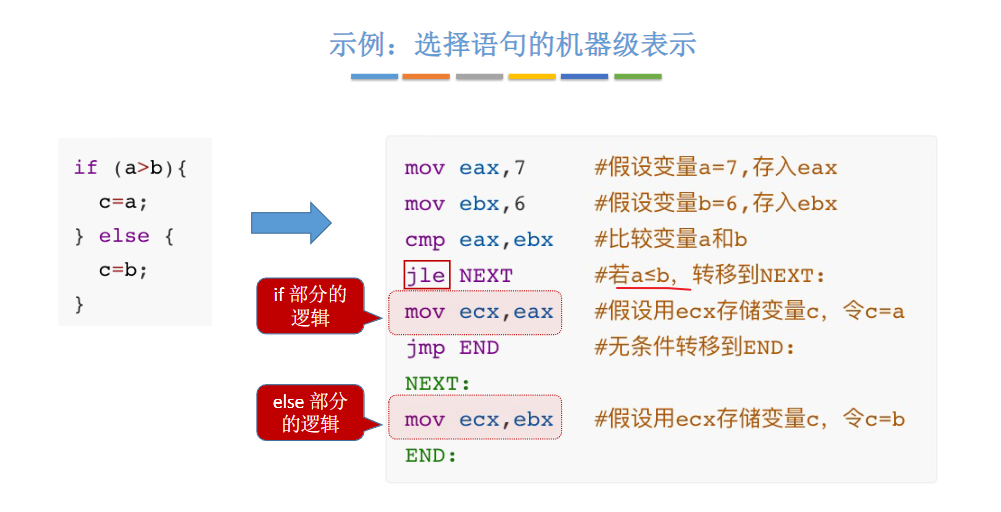 示例：选择语句的机器级表示
if (a>b){
c=a;
} else {
c=b;
}
if 部分的
逻辑
else 部分
的逻辑
mov eax,7 #假设变量a=7,存入eax
mov ebx,6 #假设变量b=6,存入ebx
cmp eax,ebx #比较变量a和b
jle NEXT #若a≤b，转移到NEXT：
mov ecx,eax #假设用ecx存储变量c，令c=a
jmp END #无条件转移到END：
NEXT:
mov ecx,ebx #假设用ecx存储变量c，令c=b
END: